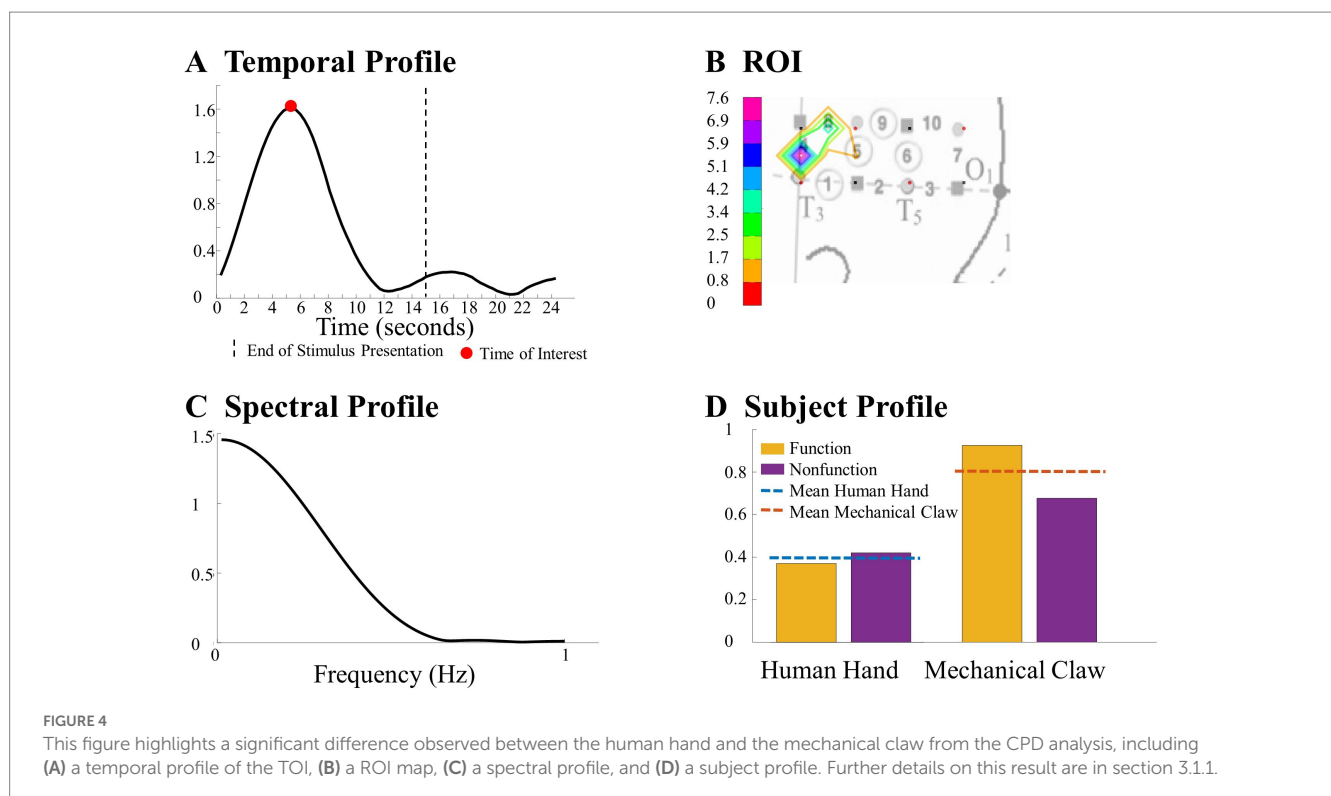 A Temporal Profile
1.6
1.2
0.8
0.4
0
0 2 4 6 8 10 12 14 16 18 20 22 24
Time (seconds)
End of Stimulus Presentation
Time of Interest
B ROI
7.6
6.9
5.9
5.1
4.2
3.4
2.5
1.7
0.8
0
9 10
5 6 7
O1
1 2 3
T3 T5
C Spectral Profile
1.5
1
0.5
0
0 1
Frequency (Hz)
D Subject Profile
1
0.8
0.6
0.4
0.2
0
Function
Nonfunction
Mean Human Hand
Mean Mechanical Claw
Human Hand Mechanical Claw
FIGURE 4
This figure highlights a significant difference observed between the human hand and the mechanical claw from the CPD analysis, including
(A) a temporal profile of the TOI, (B) a ROI map, (C) a spectral profile, and (D) a subject profile. Further details on this result are in section 3.1.1.